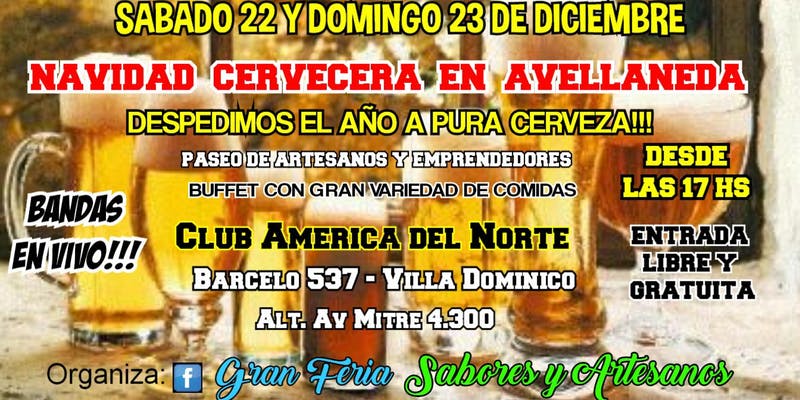 SABADO 22 Y DOMINGO 23 DE DICIEMBRE
NAVIDAD CERVECERA EN AVELLANEDA
DESPEDIMOS EL AÑO A PURA CERVEZA!!!
PASEO DE ARTESANOS Y EMPRENDEDORES
BUFFET CON GRAN VARIEDAD DE COMIDAS
DESDE
LAS 17 HS
BANDAS
EN VIVO!!!
CLUB AMERICA DEL NORTE
BARCELO 537 - VILLA DOMINICO
ALT. AV MITRE 4.300
ENTRADA
LIBRE Y
GRATUITA
Organiza: f Gran Feria Sabores y Artesanos